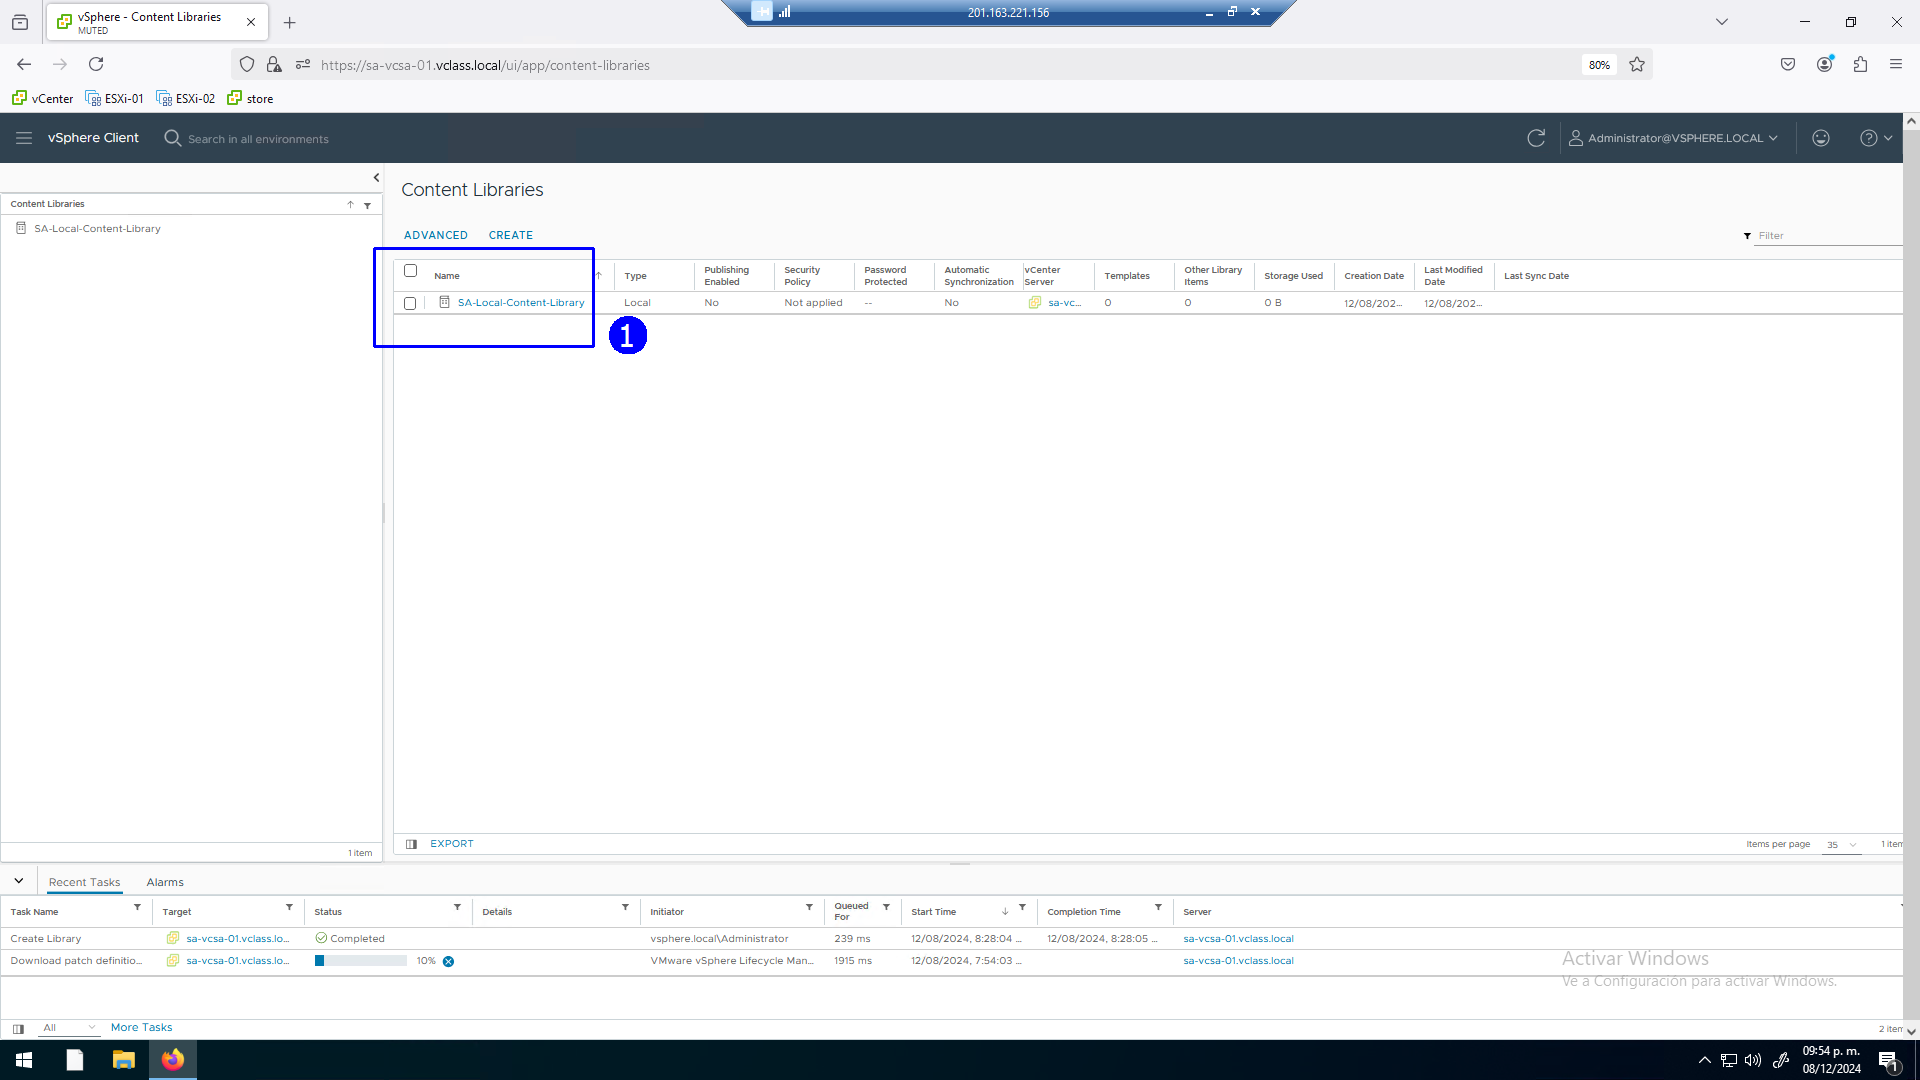 vSphere - Content Libraries
MUTED
201.163.221.156
https://sa-vcsa-01.vclass.local/ui/app/content-libraries
80%
vCenter
ESXi-01
ESXi-02
store
vSphere Client
Search in all environments
Administrator@VSPHERE.LOCAL
Content Libraries
SA-Local-Content-Library
1 item
Content Libraries
ADVANCED
CREATE
Filter
Name
Type
Publishing Enabled
Security Policy
Password Protected
Automatic Synchronization
vCenter Server
Templates
Other Library Items
Storage Used
Creation Date
Last Modified Date
Last Sync Date
SA-Local-Content-Library
Local
No
Not applied
--
No
sa-vc...
0
0
0 B
12/08/202...
12/08/202...
1
EXPORT
Items per page
35
1 item
Recent Tasks
Alarms
Task Name
Target
Status
Details
Initiator
Queued For
Start Time
Completion Time
Server
Create Library
sa-vcsa-01.vclass.lo...
Completed
vsphere.local\Administrator
239 ms
12/08/2024, 8:28:04 ...
12/08/2024, 8:28:05 ...
sa-vcsa-01.vclass.local
Download patch definitio...
sa-vcsa-01.vclass.lo...
10%
VMware vSphere Lifecycle Man...
1915 ms
12/08/2024, 7:54:03 ...
sa-vcsa-01.vclass.local
Activar Windows
Ve a Configuración para activar Windows.
All
More Tasks
2 item
09:54 p. m.
08/12/2024
1